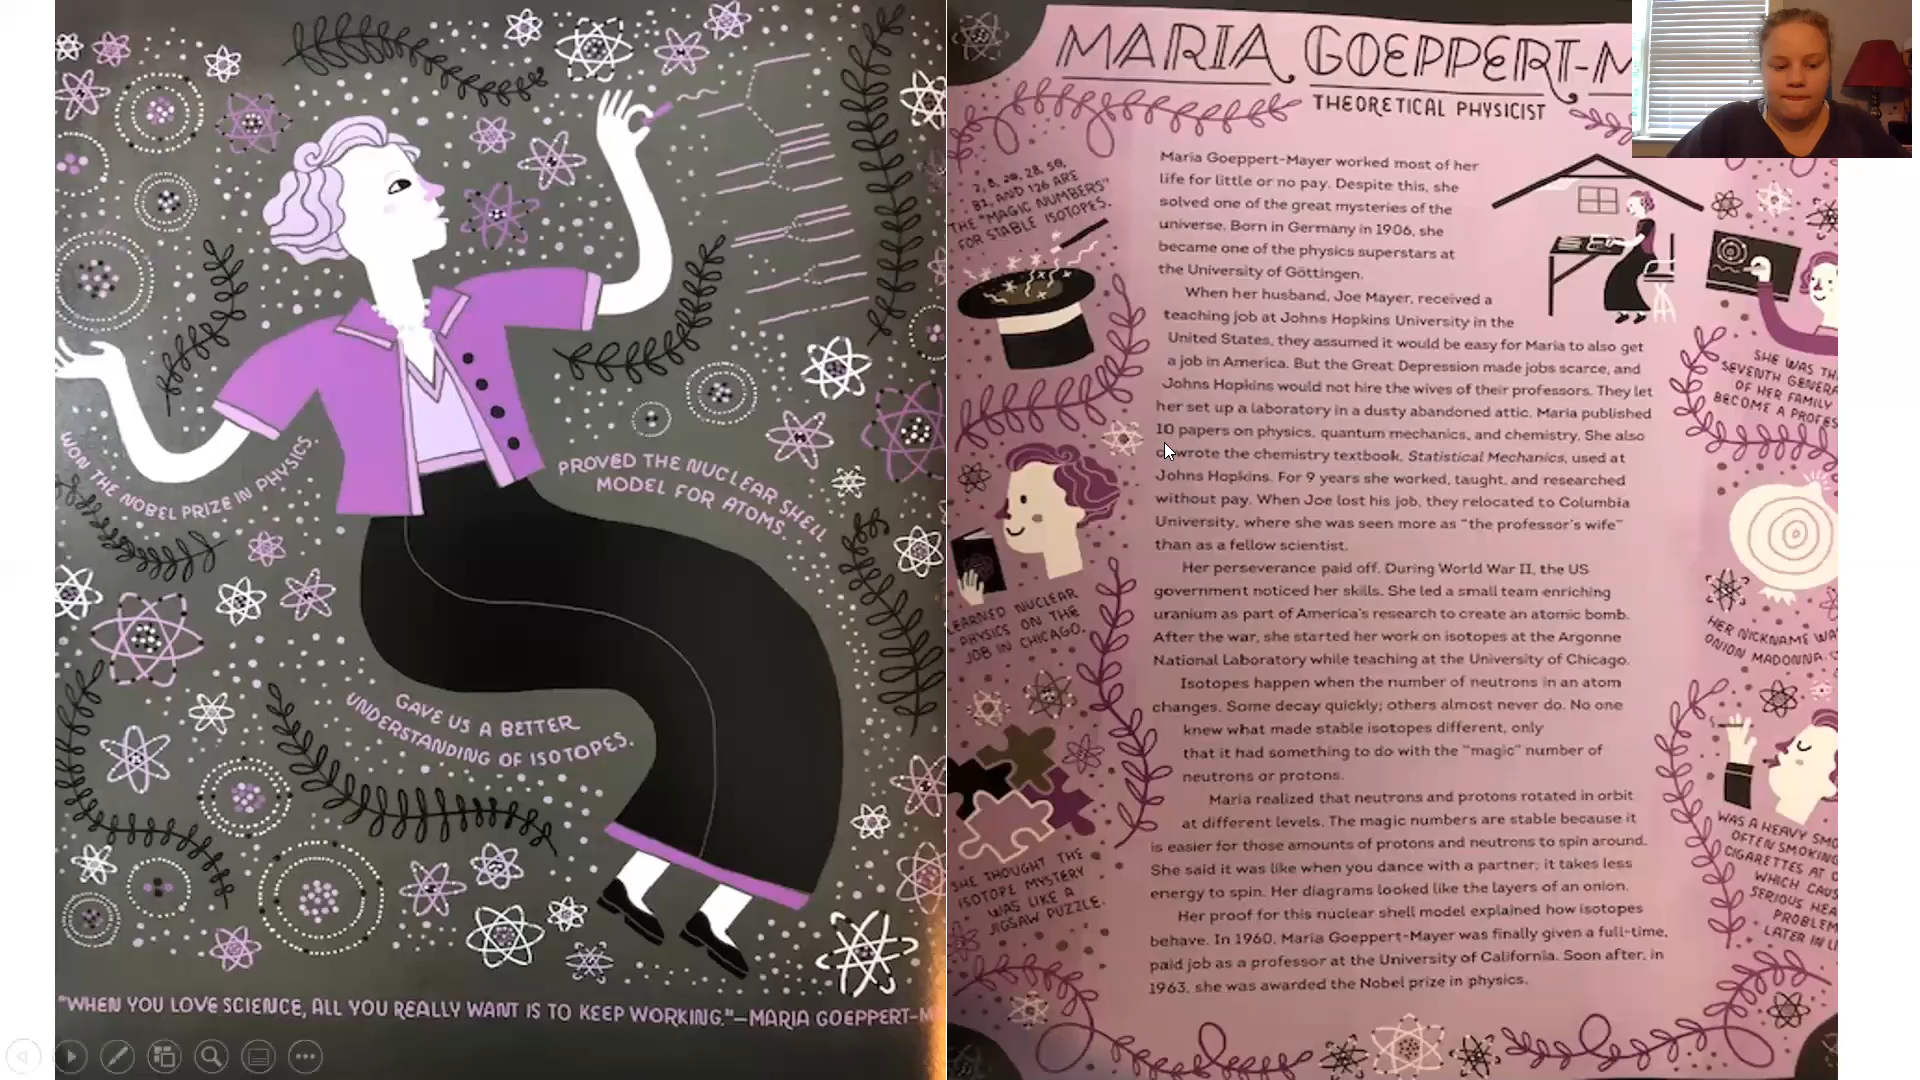 WON THE NOBEL PRIZE IN PHYSICS.
PROVED THE NUCLEAR SHELL
MODEL FOR ATOMS.
GAVE US A BETTER
UNDERSTANDING OF ISOTOPES.
"WHEN YOU LOVE SCIENCE, ALL YOU REALLY WANT IS TO KEEP WORKING."—MARIA GOEPPERT-M
MARIA GOEPPERT-M
THEORETICAL PHYSICIST
2, 8, 20, 28, 50,
82, AND 126 ARE
THE "MAGIC NUMBERS"
FOR STABLE ISOTOPES.
LEARNED NUCLEAR
PHYSICS ON THE
JOB IN CHICAGO.
SHE THOUGHT THE
ISOTOPE MYSTERY
WAS LIKE A
JIGSAW PUZZLE.
Maria Goeppert-Mayer worked most of her
life for little or no pay. Despite this, she
solved one of the great mysteries of the
universe. Born in Germany in 1906, she
became one of the physics superstars at
the University of Göttingen.
When her husband, Joe Mayer, received a
teaching job at Johns Hopkins University in the
United States, they assumed it would be easy for Maria to also get
a job in America. But the Great Depression made jobs scarce, and
Johns Hopkins would not hire the wives of their professors. They let
her set up a laboratory in a dusty abandoned attic. Maria published
10 papers on physics, quantum mechanics, and chemistry. She also
cowrote the chemistry textbook, Statistical Mechanics, used at
Johns Hopkins. For 9 years she worked, taught, and researched
without pay. When Joe lost his job, they relocated to Columbia
University, where she was seen more as "the professor's wife"
than as a fellow scientist.
Her perseverance paid off. During World War II, the US
government noticed her skills. She led a small team enriching
uranium as part of America's research to create an atomic bomb.
After the war, she started her work on isotopes at the Argonne
National Laboratory while teaching at the University of Chicago.
Isotopes happen when the number of neutrons in an atom
changes. Some decay quickly; others almost never do. No one
knew what made stable isotopes different, only
that it had something to do with the "magic" number of
neutrons or protons.
Maria realized that neutrons and protons rotated in orbit
at different levels. The magic numbers are stable because it
is easier for those amounts of protons and neutrons to spin around.
She said it was like when you dance with a partner; it takes less
energy to spin. Her diagrams looked like the layers of an onion.
Her proof for this nuclear shell model explained how isotopes
behave. In 1960, Maria Goeppert-Mayer was finally given a full-time,
paid job as a professor at the University of California. Soon after, in
1963, she was awarded the Nobel prize in physics.
SHE WAS TH
SEVENTH GENERA
OF HER FAMILY
BECOME A PROFES
HER NICKNAME WA
ONION MADONNA.
WAS A HEAVY SMO
OFTEN SMOKING
CIGARETTES AT O
WHICH CAUS
SERIOUS HEA
PROBLEM
LATER IN LI